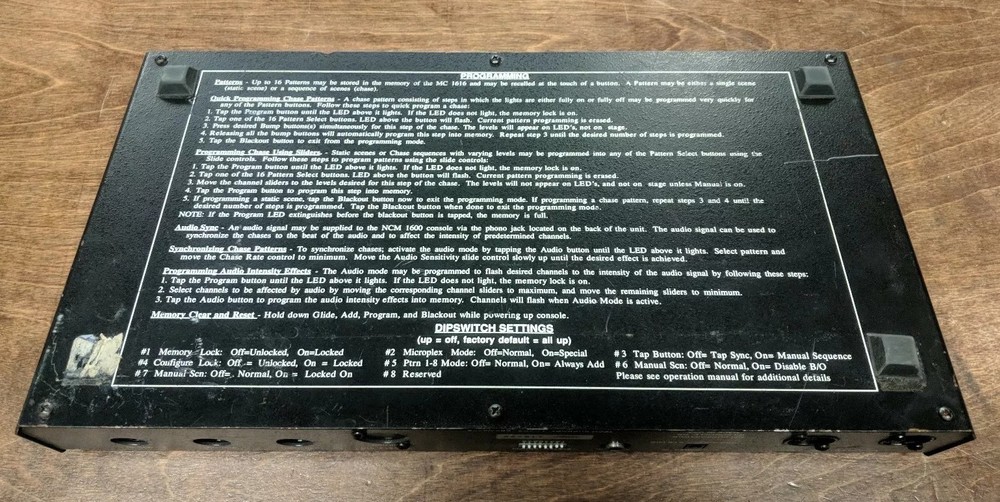 PROGRAMMING
Patterns - Up to 16 Patterns may be stored in the memory of the MC 1616 and may be recalled at the touch of a button. A Pattern may be either a single scene
(static scene) or a sequence of scenes (chase).
Quick Programming Chase Patterns - A chase pattern consisting of steps in which the lights are either fully on or fully off may be programmed very quickly for
any of the Pattern buttons. Follow these steps to quick program a chase:
1. Tap the Program button until the LED above it lights. If the LED does not light, the memory lock is on.
2. Tap one of the 16 Pattern Select buttons. LED above the button will flash. Current pattern programming is erased.
3. Press desired Bump buttons(s) simultaneously for this step of the chase. The levels will appear on LED's, not on stage.
4. Releasing all the bump buttons will automatically program this step into memory. Repeat step 3 until the desired number of steps is programmed.
5. Tap the Blackout button to exit from the programming mode.
Programming Chase Using Sliders - Static scenes or Chase sequences with varying levels may be programmed into any of the Pattern Select buttons using the
Slide controls. Follow these steps to program patterns using the slide controls:
1. Tap the Program button until the LED above it lights. If the LED does not light, the memory lock is on.
2. Tap one of the 16 Pattern Select buttons. LED above the button will flash. Current pattern programming is erased.
3. Move the channel sliders to the levels desired for this step of the chase. The levels will not appear on LED's, and not on stage unless Manual is on.
4. Tap the Program button to program this step into memory.
5. If programming a static scene, tap the Blackout button now to exit the programming mode. If programming a chase pattern, repeat steps 3 and 4 until the
desired number of steps is programmed. Tap the Blackout button when done to exit the programming mode.
NOTE: If the Program LED extinguishes before the blackout button is tapped, the memory is full.
Audio Sync - An audio signal may be supplied to the NCM 1600 console via the phono jack located on the back of the unit. The audio signal can be used to
synchronize the chases to the beat of the audio and to affect the intensity of predetermined channels.
Synchronizing Chase Patterns - To synchronize chases; activate the audio mode by tapping the Audio button until the LED above it lights. Select pattern and
move the Chase Rate control to minimum. Move the Audio Sensitivity slide control slowly up until the desired effect is achieved.
Programming Audio Intensity Effects - The Audio mode may be programmed to flash desired channels to the intensity of the audio signal by following these steps:
1. Tap the Program button until the LED above it lights. If the LED does not light, the memory lock is on.
2. Select channels to be affected by audio by moving the corresponding channel sliders to maximum, and move the remaining sliders to minimum.
3. Tap the Audio button to program the audio intensity effects into memory. Channels will flash when Audio Mode is active.
Memory Clear and Reset - Hold down Glide, Add, Program, and Blackout while powering up console.
DIPSWITCH SETTINGS
(up = off, factory default = all up)
#1 Memory Lock: Off=Unlocked, On=Locked #2 Microplex Mode: Off=Normal, On=Special #3 Tap Button: Off= Tap Sync, On= Manual Sequence
#4 Configure Lock: Off = Unlocked, On = Locked #5 Ptrn 1-8 Mode: Off= Normal, On= Always Add #6 Manual Scn: Off= Normal, On= Disable B/O
#7 Manual Scn: Off= Normal, On = Locked On #8 Reserved Please see operation manual for additional details